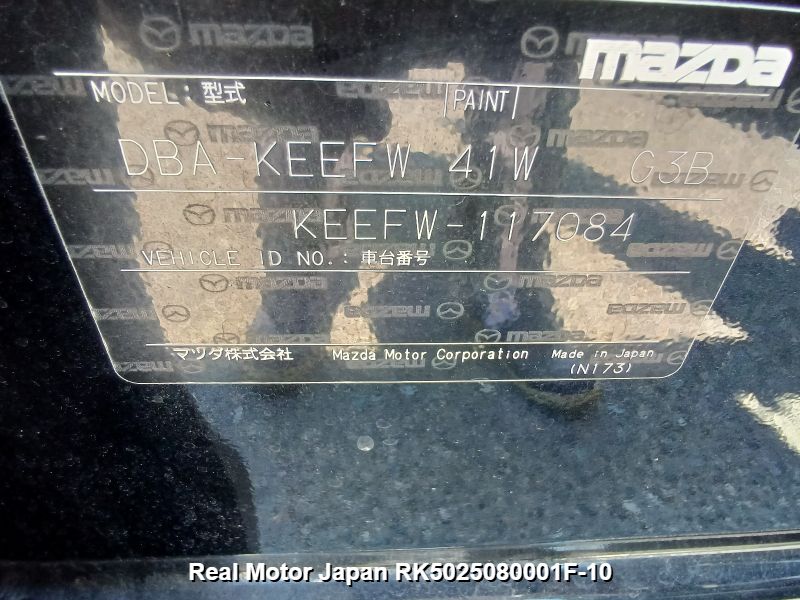 mazda
MODEL: 型式 PAINT
DBA-KEEFW 41W G3B
KEEFW-117084
VEHICLE ID NO.: 車台番号
マツダ株式会社 Mazda Motor Corporation Made in Japan
(N173)
Real Motor Japan RK5025080001F-10